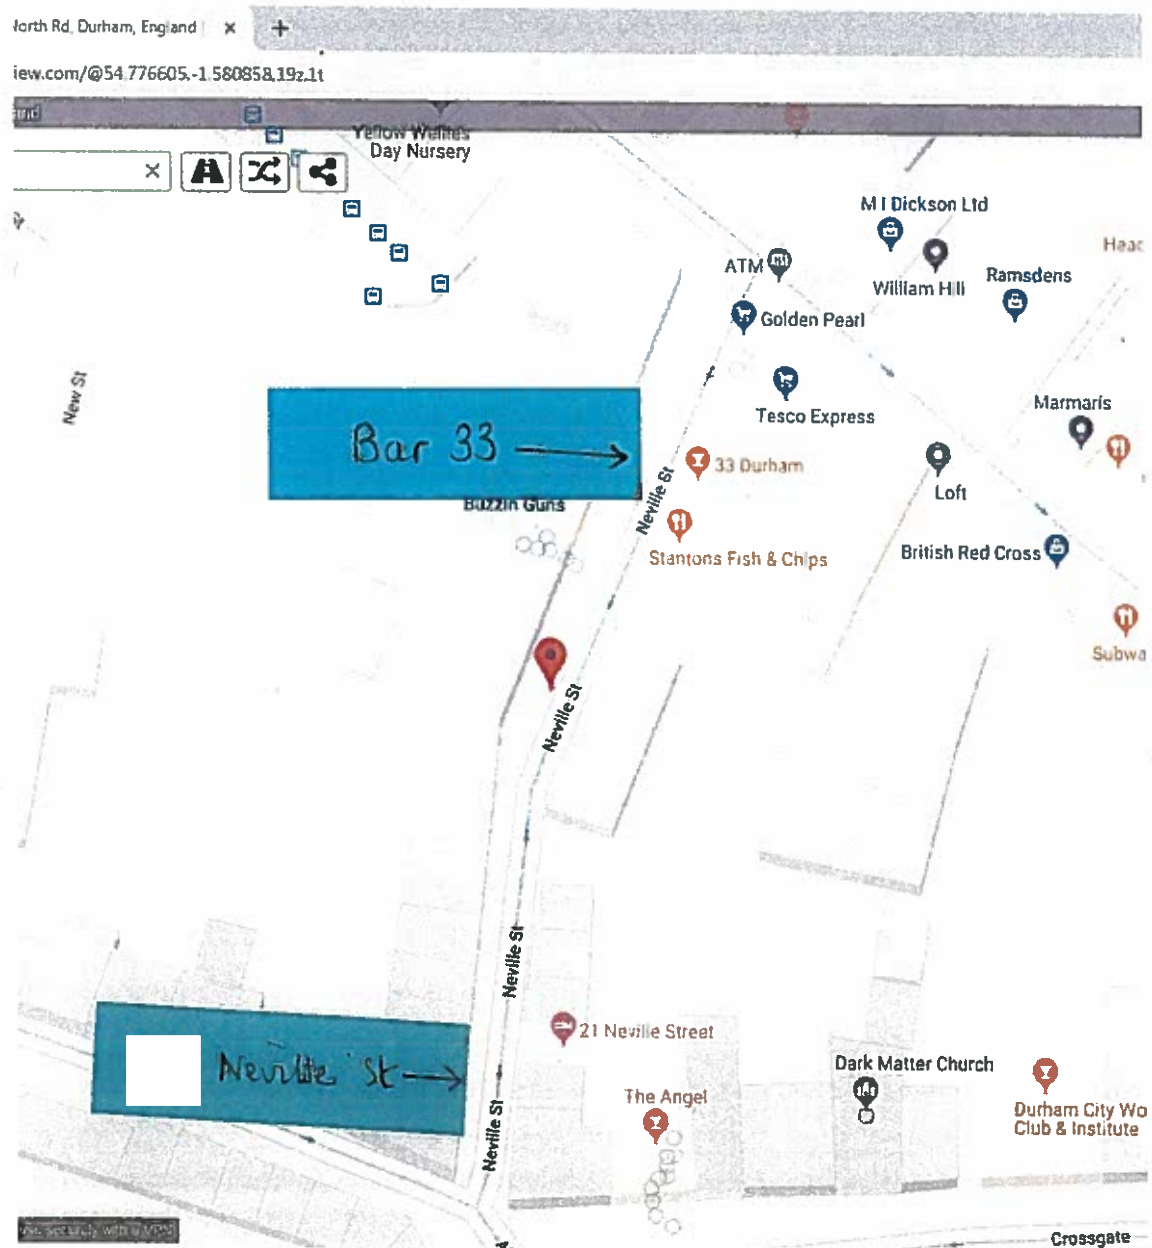 North Rd, Durham, England
iew.com/@54.776605,-1.580858,19z,1t
and
Yellow Wellies
Day Nursery
M I Dickson Ltd
ATM
William Hill
Ramsdens
Golden Pearl
Tesco Express
New St
Marmaris
Bar 33
33 Durham
Loft
Neville St
Buzzin Guns
Stantons Fish & Chips
British Red Cross
Subwa
Neville St
Neville St
21 Neville Street
Neville St
Dark Matter Church
The Angel
Durham City Wo
Club & Institute
Neville St
Crossgate